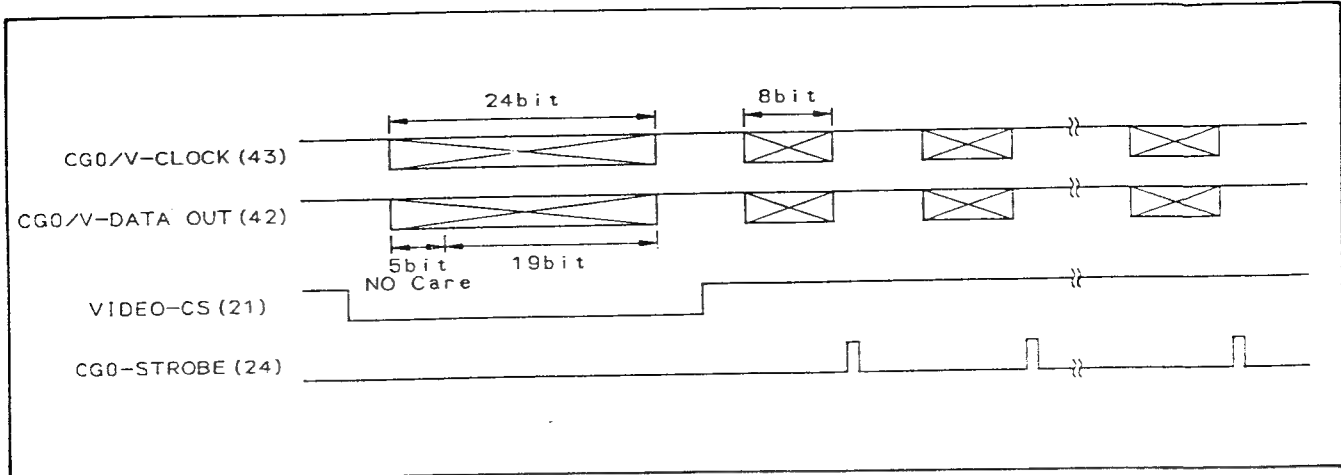 24bit
8bit
CG0/V-CLOCK(43)
CG0/V-DATA OUT(42)
5bit
19bit
NO Care
VIDEO-CS(21)
CG0-STROBE(24)